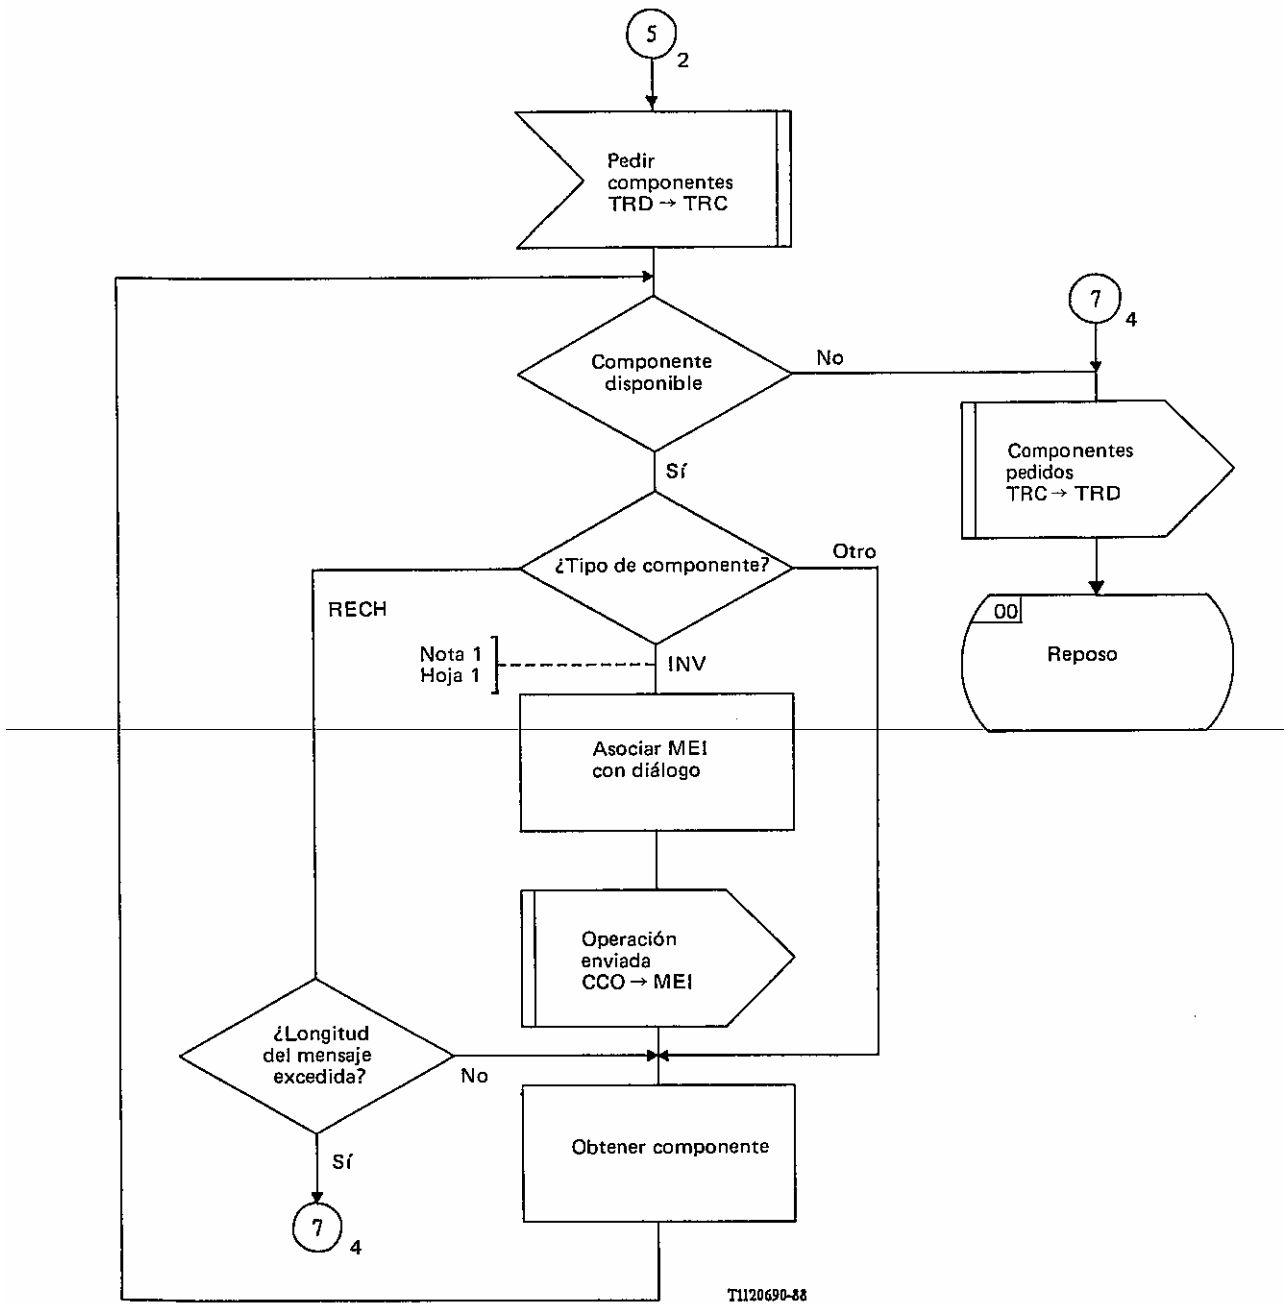 5
2
Pedir
componentes
TRD → TRC
7
4
Componente
disponible
No
Componentes
pedidos
TRC → TRD
Sí
¿Tipo de componente?
Otro
RECH
00
Reposo
Nota 1
Hoja 1
INV
Asociar MEI
con diálogo
Operación
enviada
CCO → MEI
¿Longitud
del mensaje
excedida?
No
Obtener componente
Sí
7
4
T1120690-88